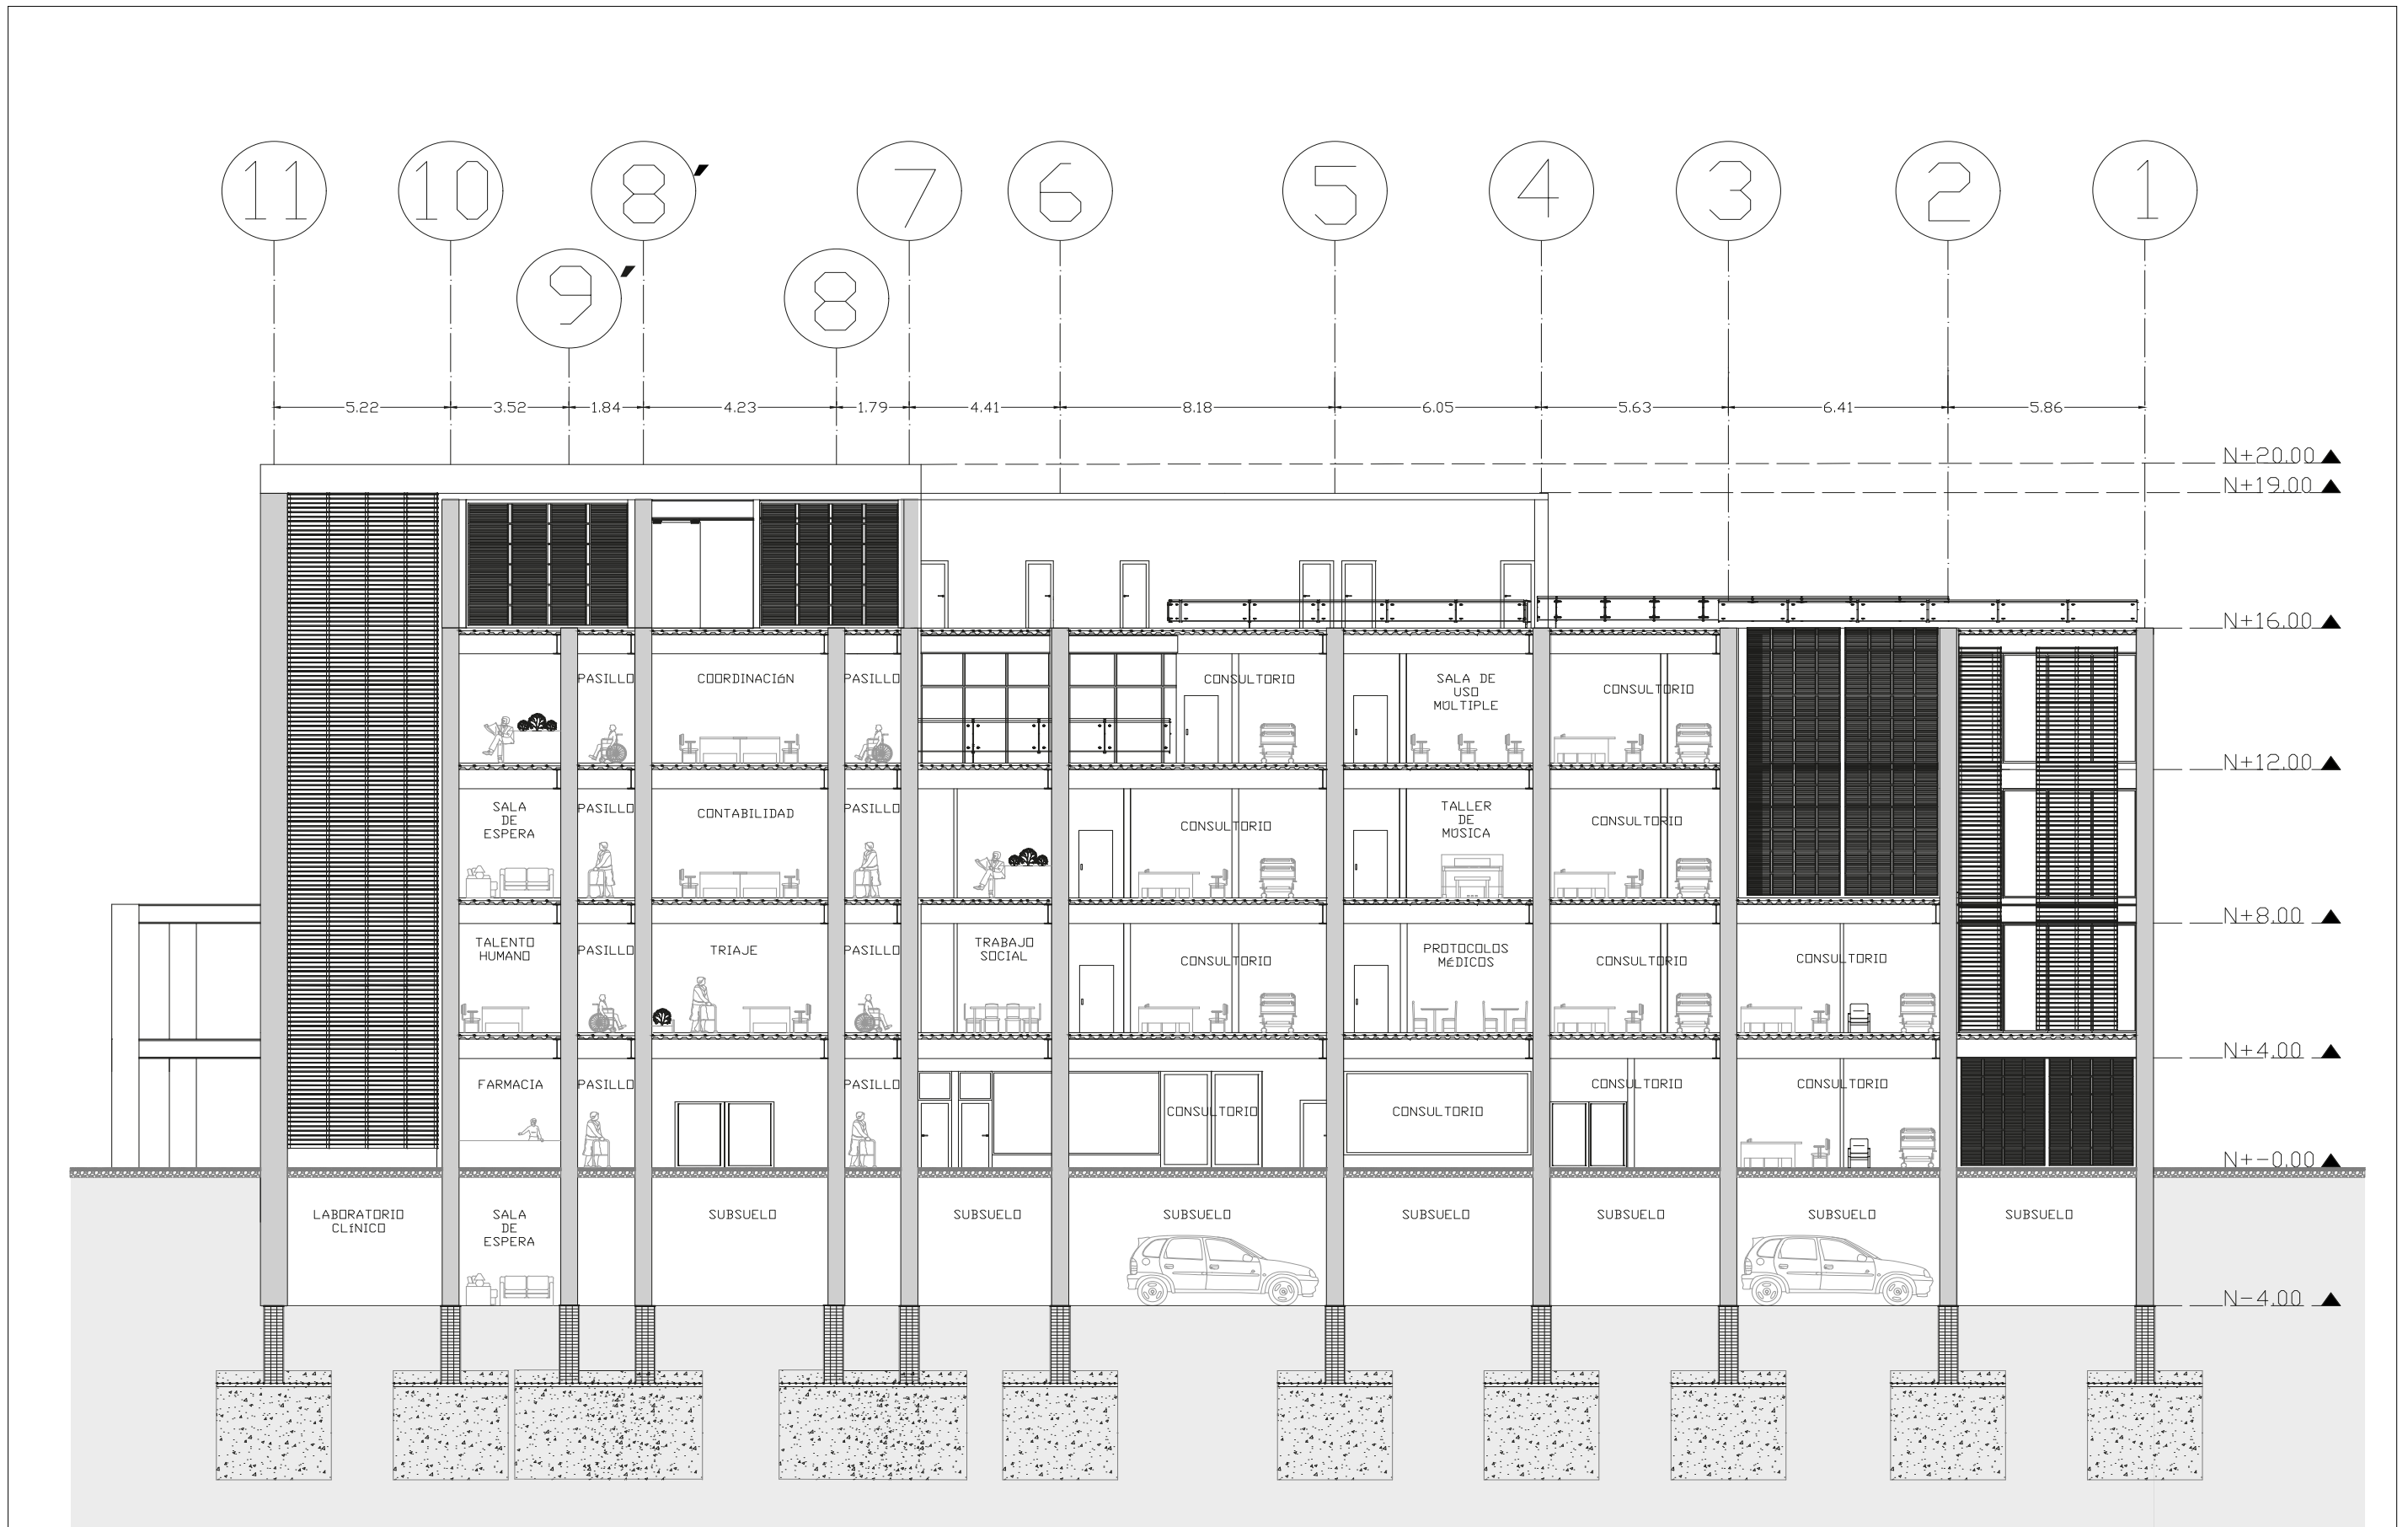 11
10
8'
7
6
5
4
3
2
1
9'
8
5.22
3.52
1.84
4.23
1.79
4.41
8.18
6.05
5.63
6.41
5.86
N+20.00
N+19.00
N+16.00
PASILLO
COORDINACIÓN
PASILLO
CONSULTORIO
SALA DE
USO
MÚLTIPLE
CONSULTORIO
N+12.00
SALA
DE
ESPERA
PASILLO
CONTABILIDAD
PASILLO
CONSULTORIO
TALLER
DE
MÚSICA
CONSULTORIO
N+8.00
TALENTO
HUMANO
PASILLO
TRIAJE
PASILLO
TRABAJO
SOCIAL
CONSULTORIO
PROTOCOLOS
MÉDICOS
CONSULTORIO
CONSULTORIO
N+4.00
FARMACIA
PASILLO
PASILLO
CONSULTORIO
CONSULTORIO
CONSULTORIO
CONSULTORIO
N+-0.00
LABORATORIO
CLÍNICO
SALA
DE
ESPERA
SUBSUELO
SUBSUELO
SUBSUELO
SUBSUELO
SUBSUELO
SUBSUELO
SUBSUELO
N-4.00